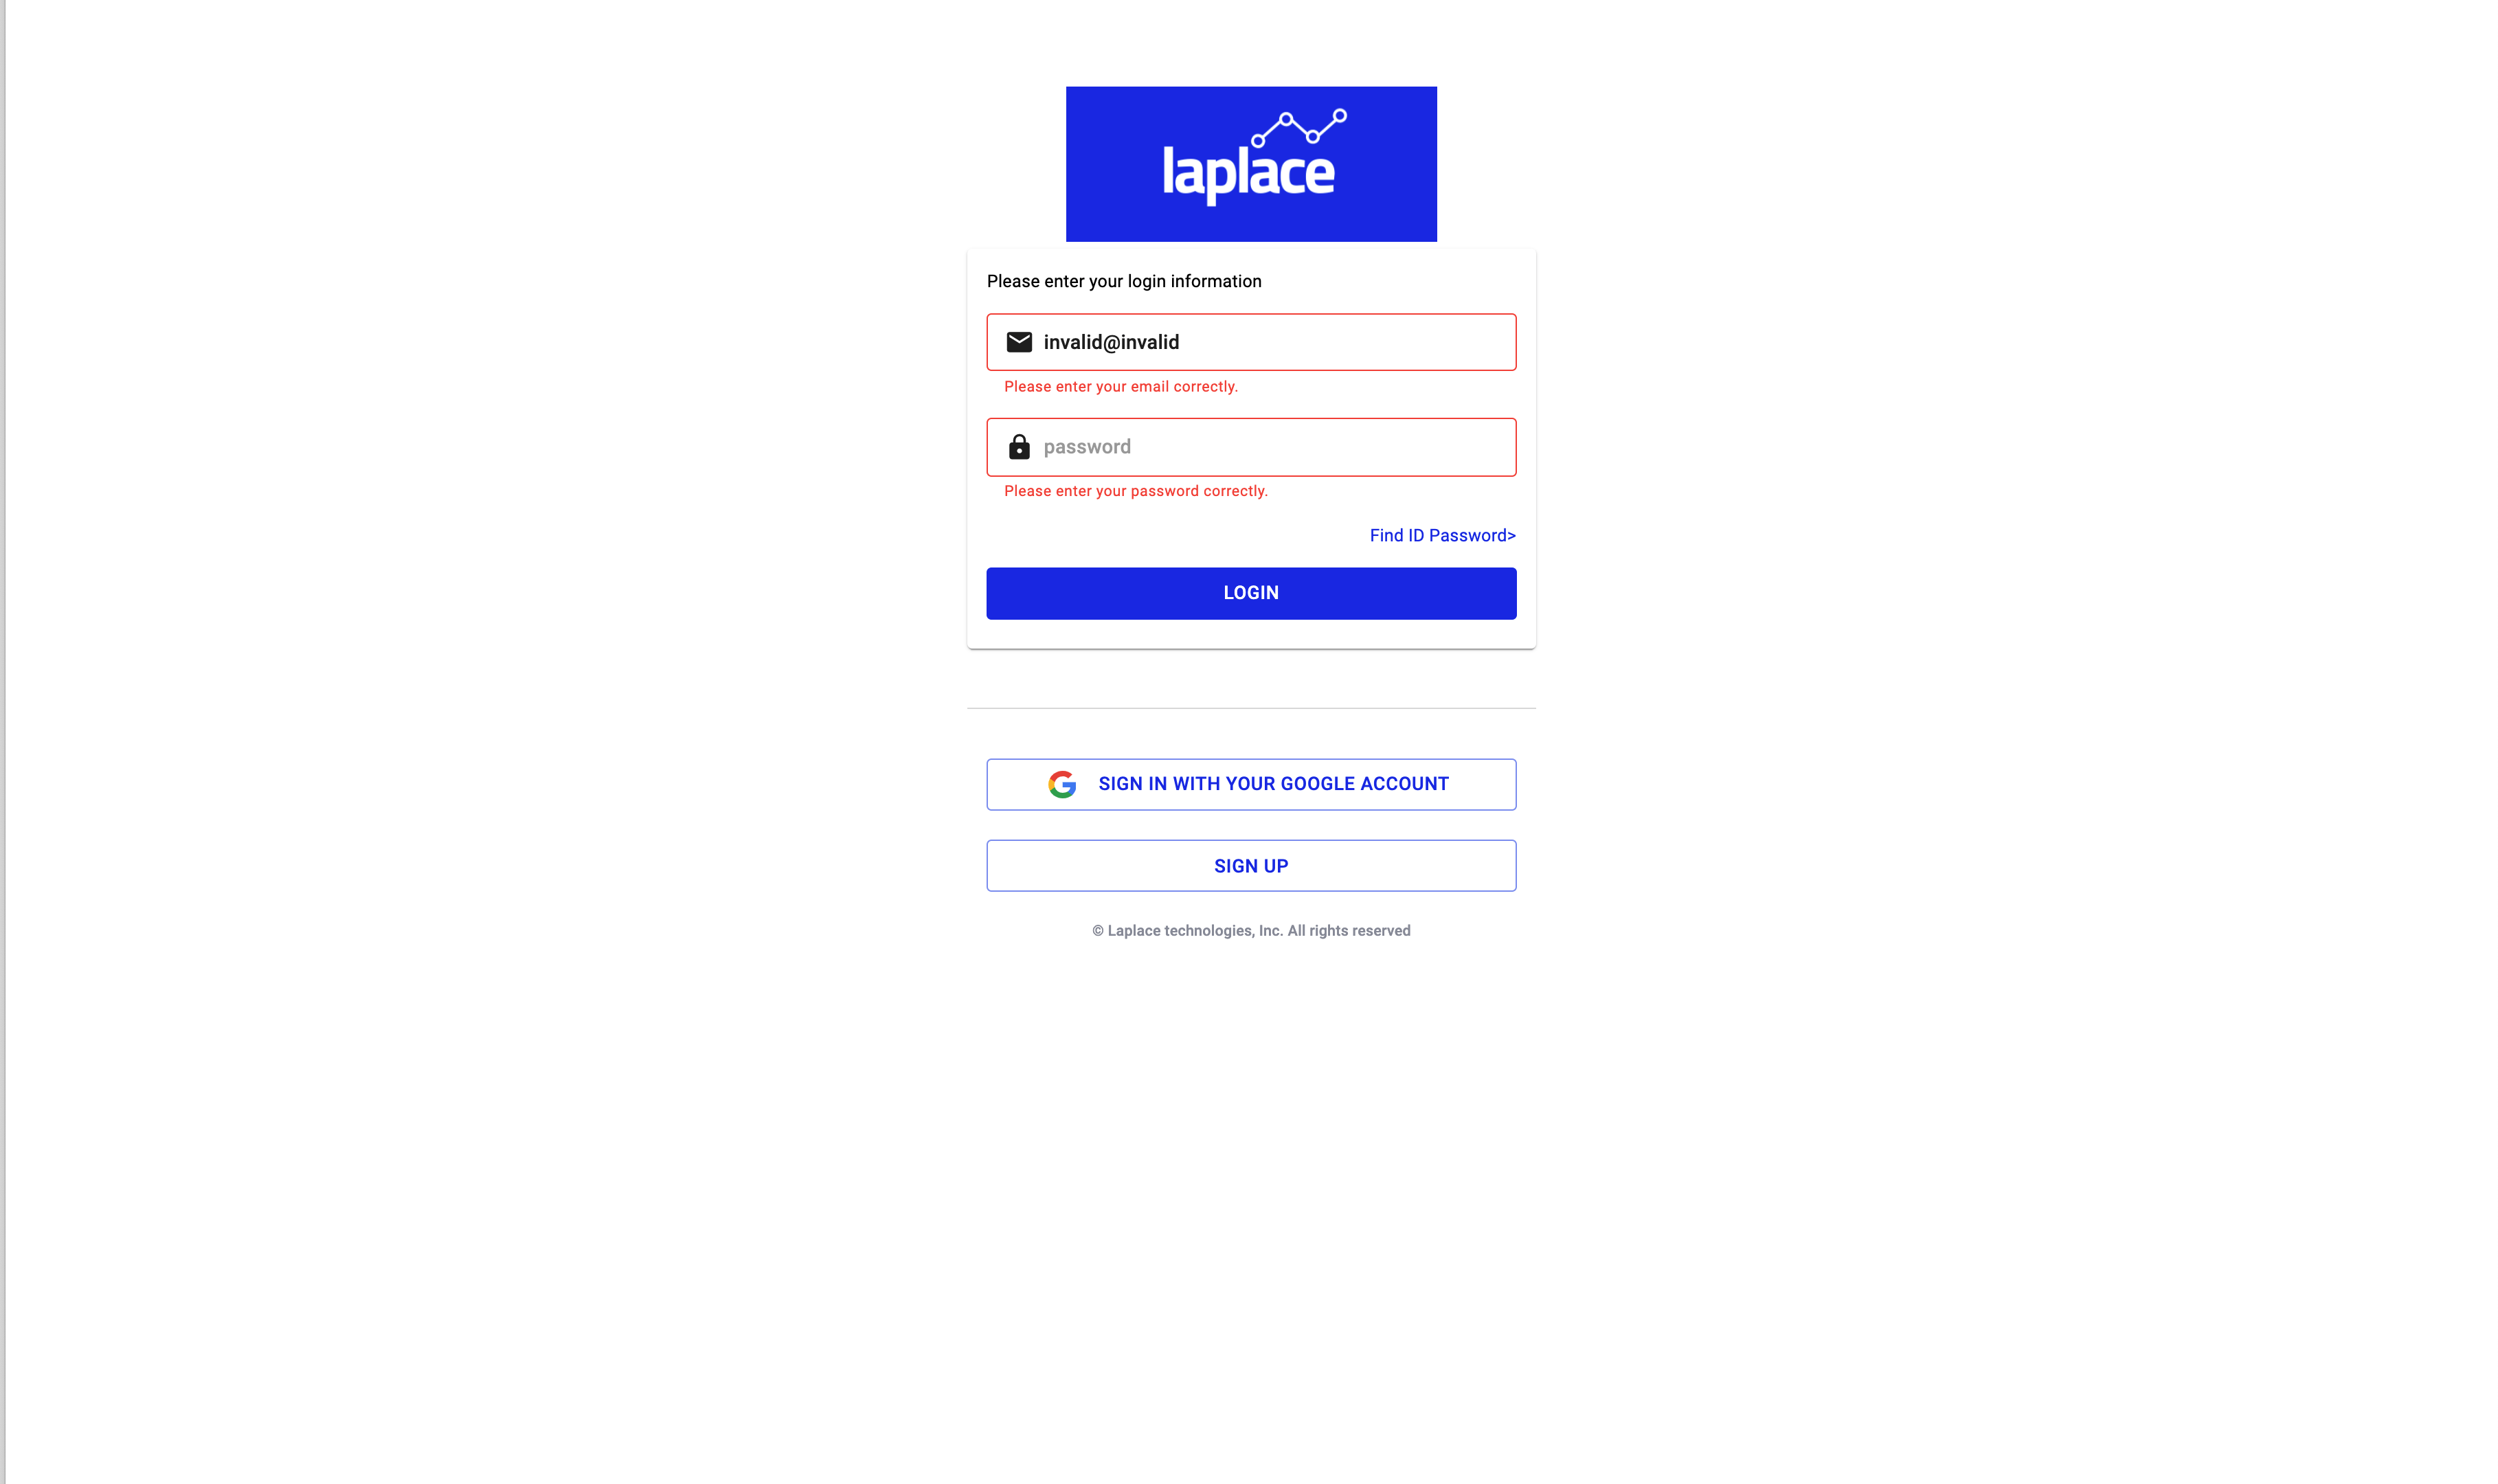 laplace
Please enter your login information
invalid@invalid
Please enter your email correctly.
password
Please enter your password correctly.
Find ID Password>
LOGIN
SIGN IN WITH YOUR GOOGLE ACCOUNT
SIGN UP
© Laplace technologies, Inc. All rights reserved